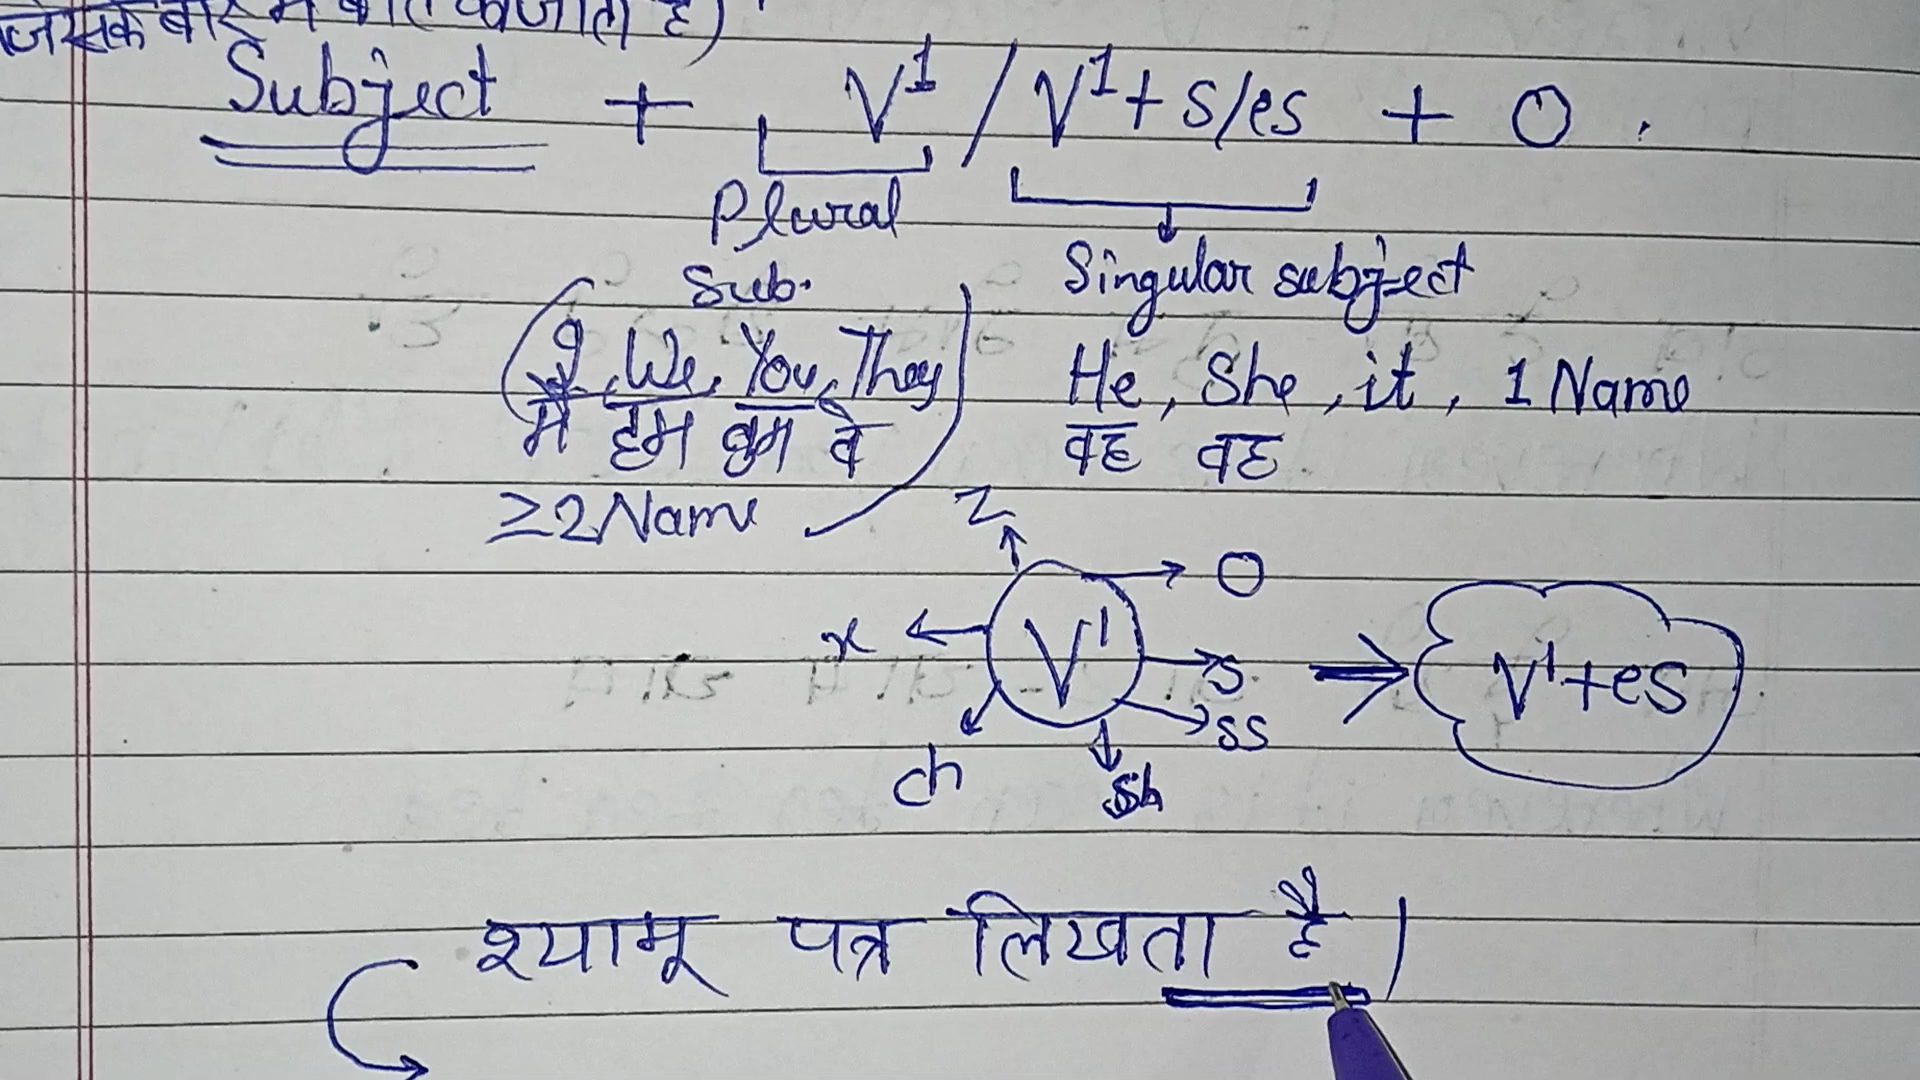 जिसके बारे में बात की जाती है)
Subject + V¹ / V¹ + s/es + O .
Plural
Sub.
Singular subject
I, We, You, They
He, She, it, 1 Name
मैं हम तुम वे
वह वह
≥2 Name
z
O
x
V¹
s
V¹+es
ss
ch
sh
श्यामू पत्र लिखता है।